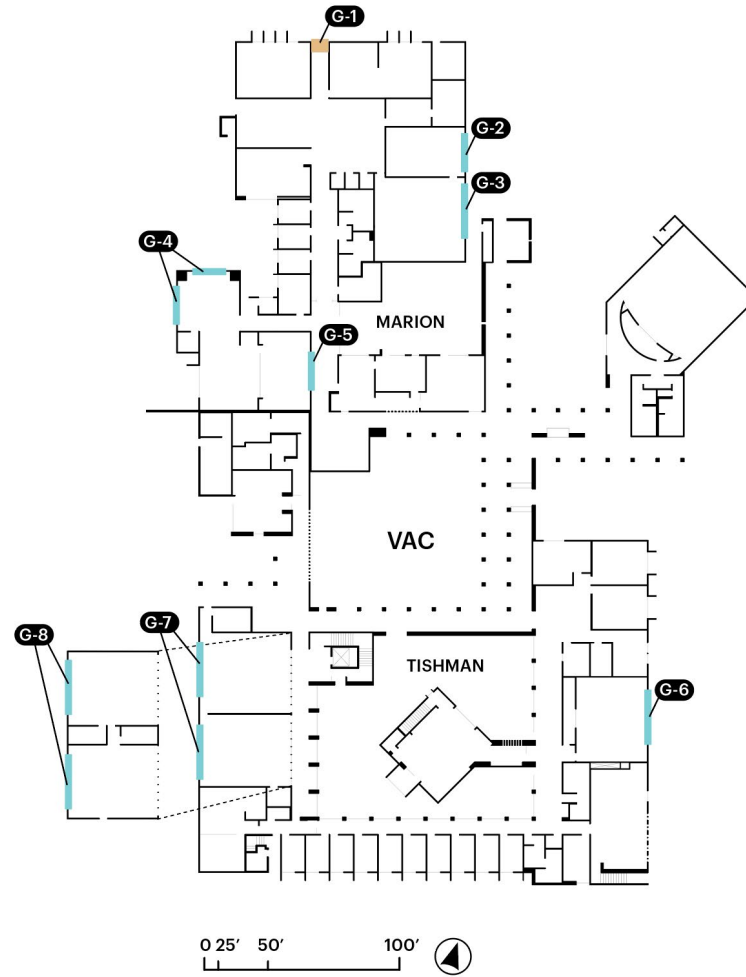 G-1
G-2
G-3
G-4
MARION
G-5
VAC
G-8
G-7
TISHMAN
G-6
0 25’ 50’ 100’